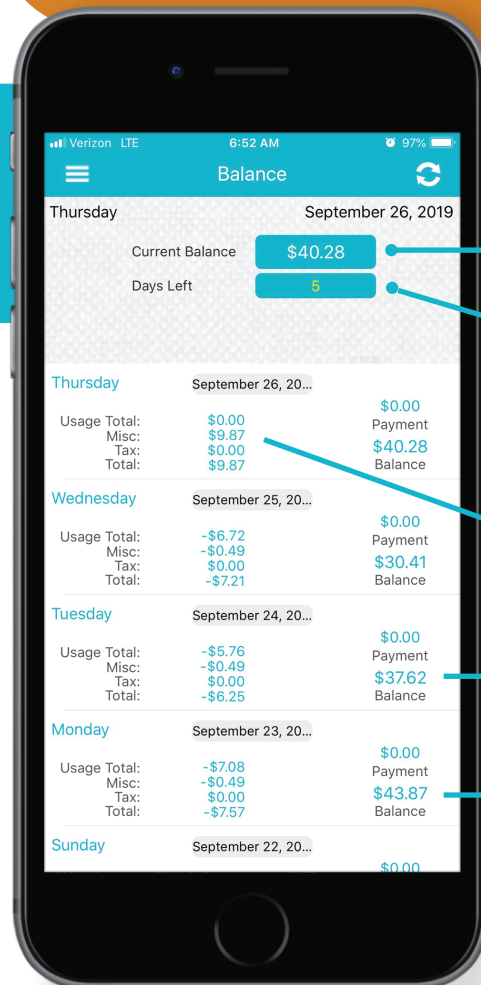 Verizon LTE 6:52 AM 97%
Balance
Thursday September 26, 2019
Current Balance $40.28
Days Left 5
Thursday September 26, 20...
$0.00
Usage Total: $0.00 Payment
Misc: $9.87
Tax: $0.00 $40.28
Total: $9.87 Balance
Wednesday September 25, 20...
$0.00
Usage Total: -$6.72 Payment
Misc: -$0.49
Tax: $0.00 $30.41
Total: -$7.21 Balance
Tuesday September 24, 20...
$0.00
Usage Total: -$5.76 Payment
Misc: -$0.49
Tax: $0.00 $37.62
Total: -$6.25 Balance
Monday September 23, 20...
$0.00
Usage Total: -$7.08 Payment
Misc: -$0.49
Tax: $0.00 $43.87
Total: -$7.57 Balance
Sunday September 22, 20...
$0.00